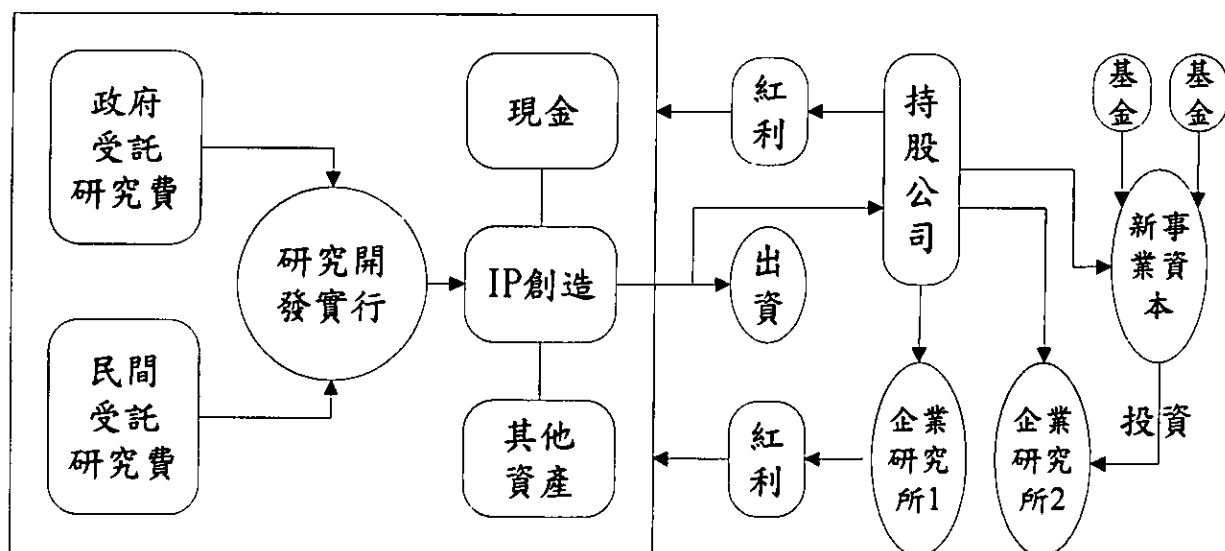 政府
受託
研究費
民間
受託
研究費
研究開
發實行
現金
IP創造
其他
資產
紅
利
出
資
紅
利
持
股
公
司
企業
研究
所1
企業
研究
所2
基
金
基
金
新事
業資
本
投資